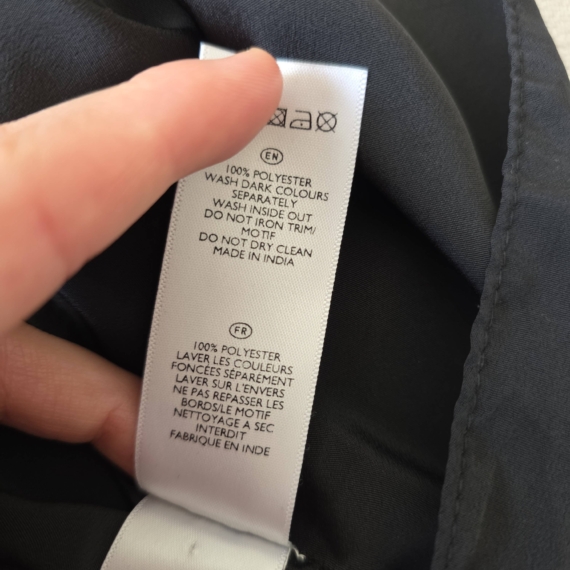 EN
100% POLYESTER
WASH DARK COLOURS
SEPARATELY
WASH INSIDE OUT
DO NOT IRON TRIM/
MOTIF
DO NOT DRY CLEAN
MADE IN INDIA
FR
100% POLYESTER
LAVER LES COULEURS
FONCÉES SÉPARÉMENT
LAVER SUR L'ENVERS
NE PAS REPASSER LES
BORDS/LE MOTIF
NETTOYAGE A SEC
INTERDIT
FABRIQUE EN INDE